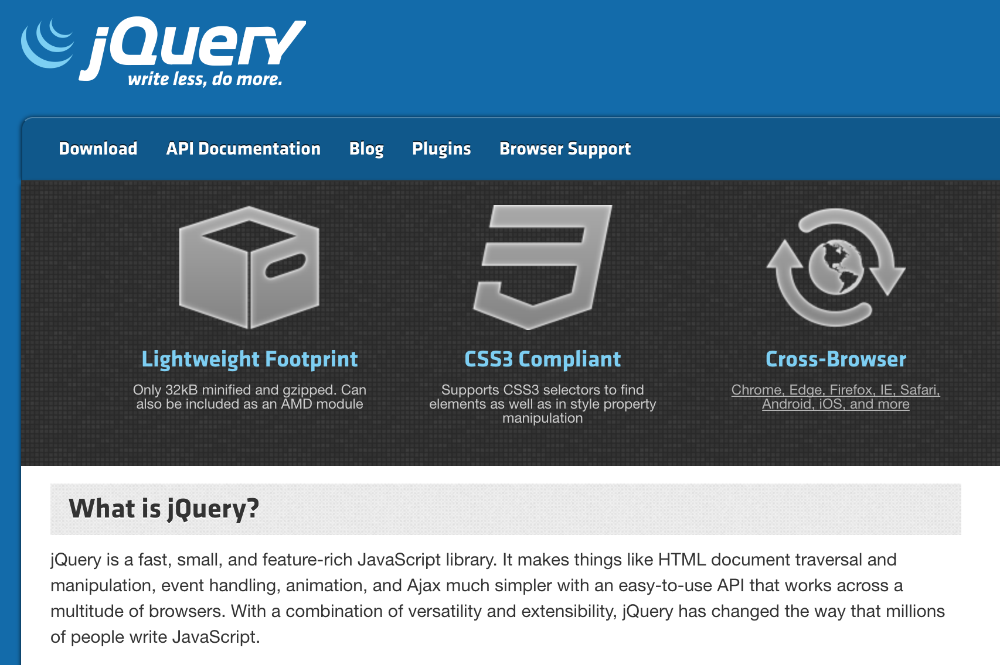 jQuery
write less, do more.
Download API Documentation Blog Plugins Browser Support
Lightweight Footprint
Only 32kB minified and gzipped. Can
also be included as an AMD module
CSS3 Compliant
Supports CSS3 selectors to find
elements as well as in style property
manipulation
Cross-Browser
Chrome, Edge, Firefox, IE, Safari,
Android, iOS, and more
What is jQuery?
jQuery is a fast, small, and feature-rich JavaScript library. It makes things like HTML document traversal and
manipulation, event handling, animation, and Ajax much simpler with an easy-to-use API that works across a
multitude of browsers. With a combination of versatility and extensibility, jQuery has changed the way that millions
of people write JavaScript.